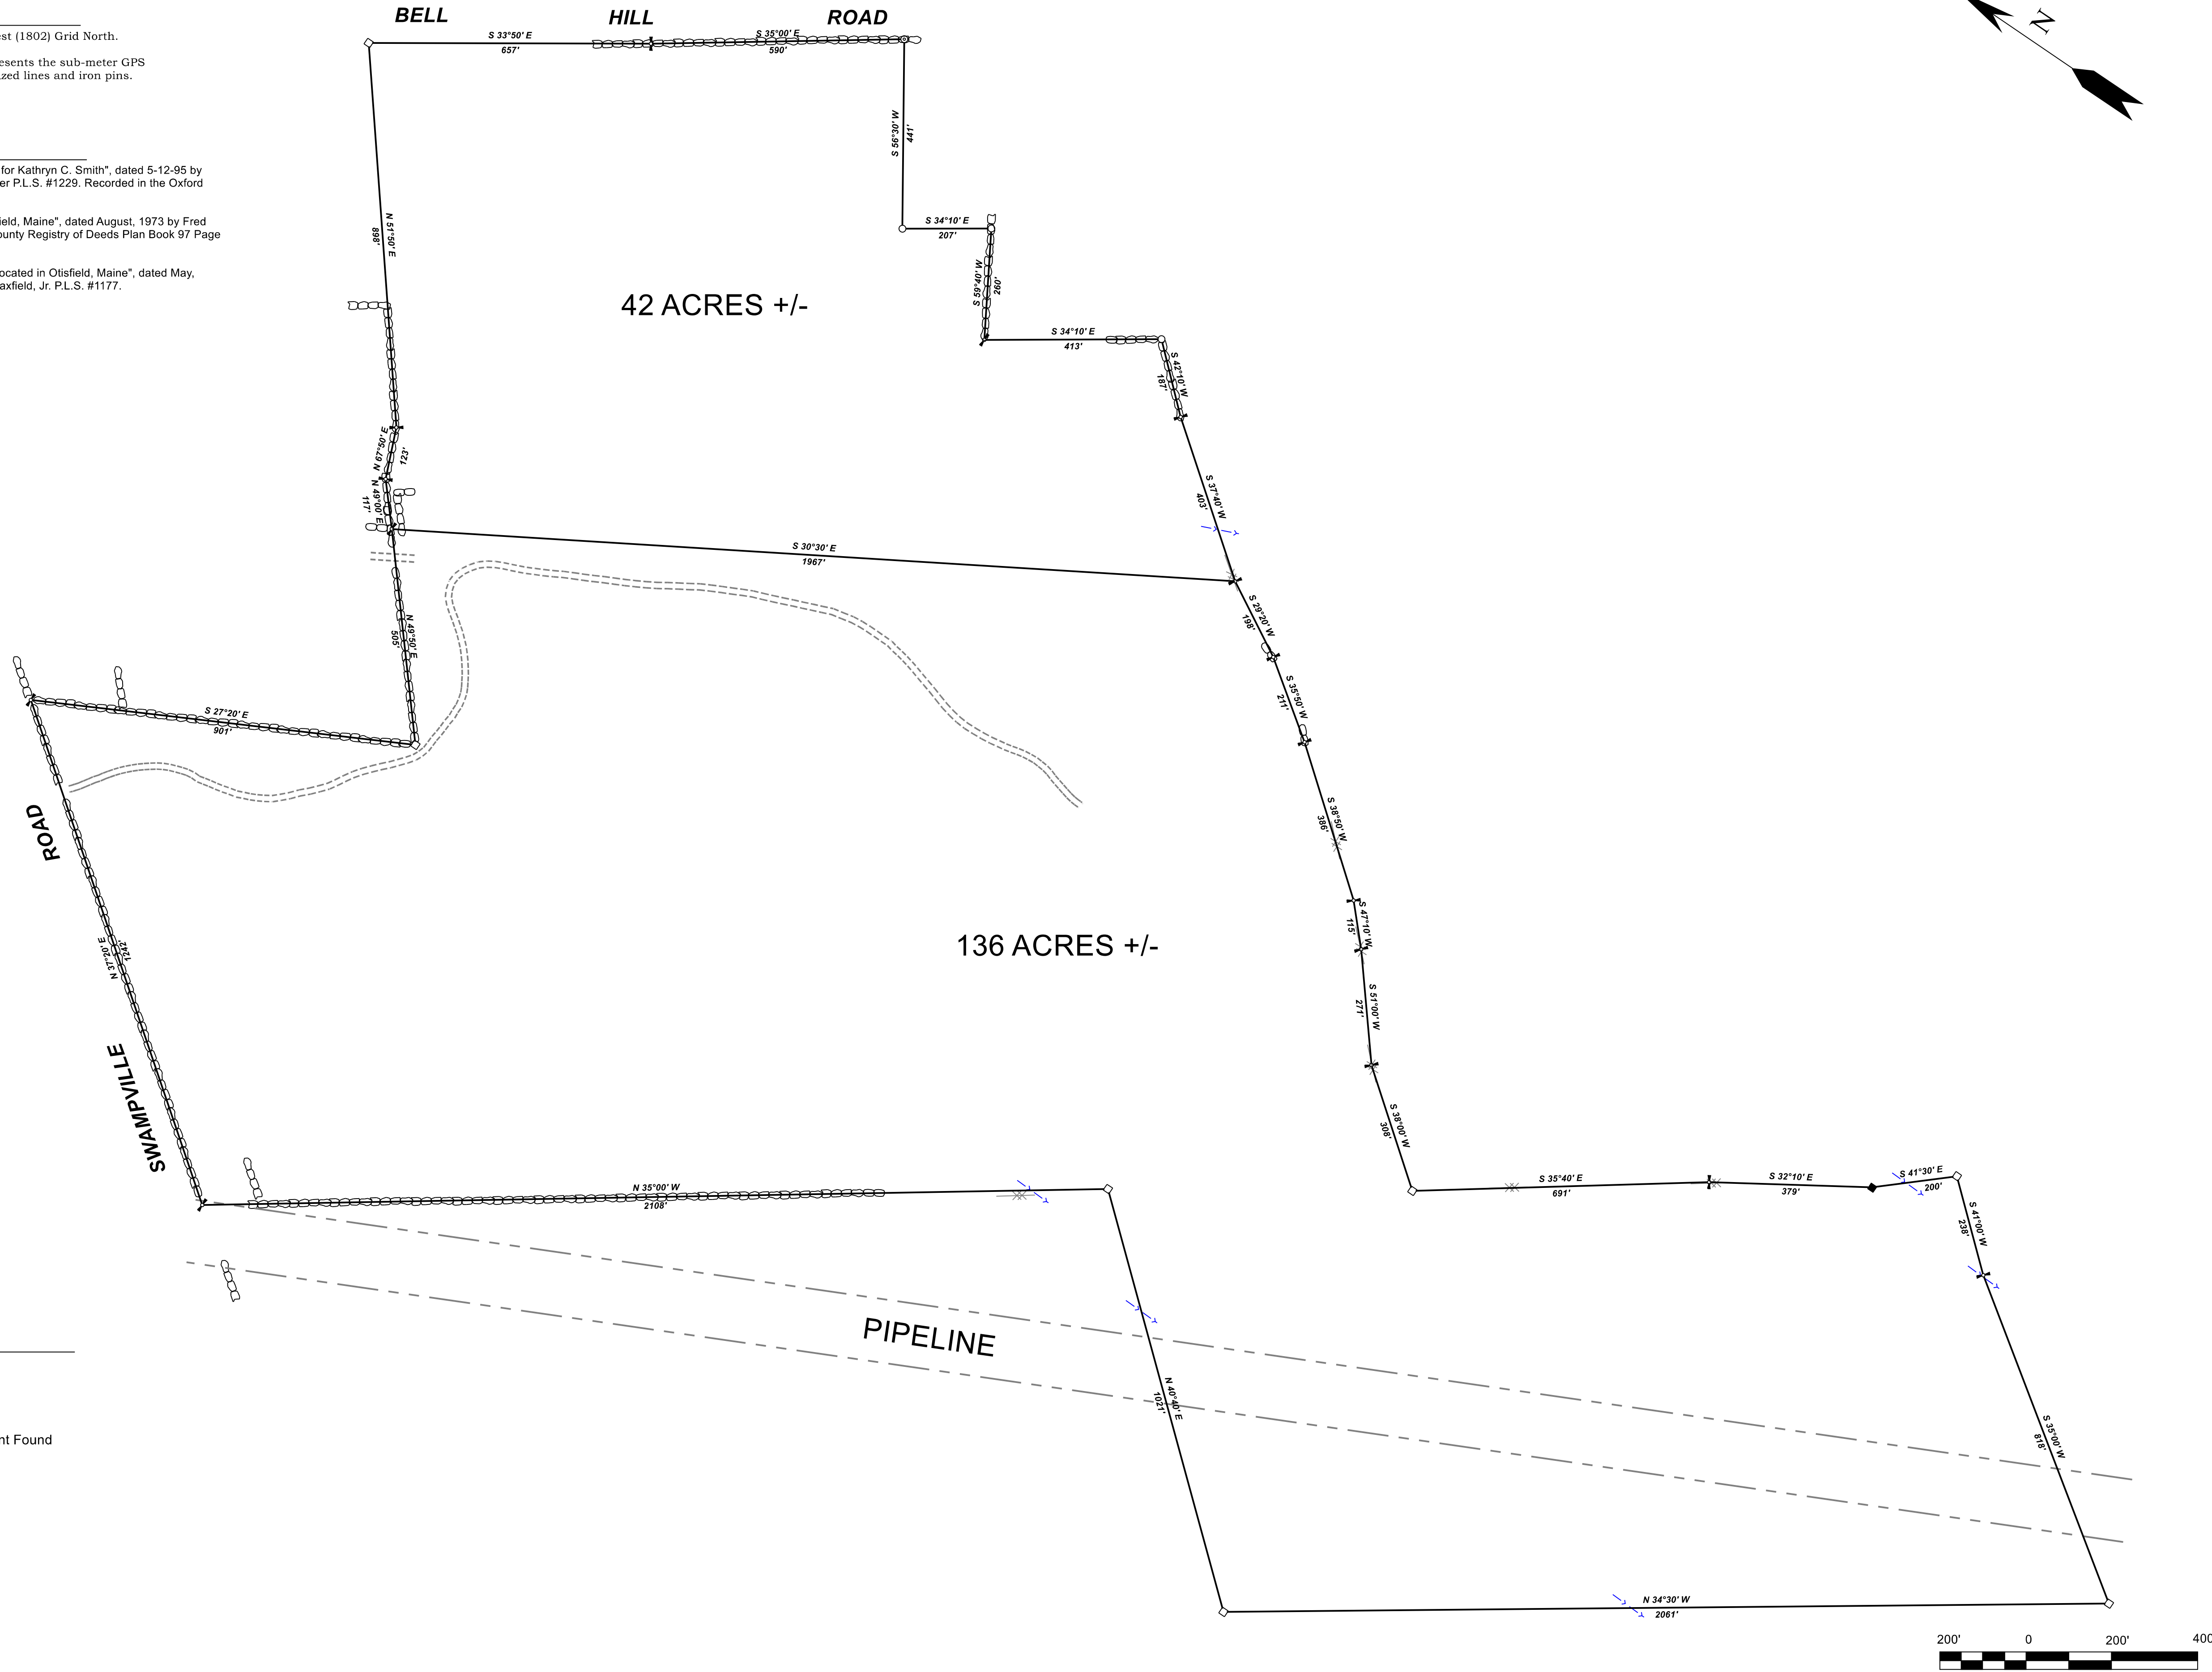 BELL HILL ROAD
N
est (1802) Grid North.
esents the sub-meter GPS
zed lines and iron pins.
for Kathryn C. Smith", dated 5-12-95 by
er P.L.S. #1229. Recorded in the Oxford
ield, Maine", dated August, 1973 by Fred
ounty Registry of Deeds Plan Book 97 Page
ocated in Otisfield, Maine", dated May,
axfield, Jr. P.L.S. #1177.
S 33°50' E
657'
S 35°00' E
590'
S 56°30' W
441'
S 34°10' E
207'
S 59°40' W
260'
S 34°10' E
413'
S 42°10' W
187'
S 37°40' W
403'
N 51°50' E
898'
42 ACRES +/-
N 67°50' E
123'
N 49°00' E
117'
S 30°30' E
1967'
N 49°50' E
505'
S 27°20' E
901'
S 29°20' W
198'
S 35°50' W
211'
S 38°50' W
386'
S 47°10' W
115'
S 51°00' W
271'
S 38°00' W
308'
136 ACRES +/-
SWAMPVILLE ROAD
N 37°20' E
1242'
N 35°00' W
2108'
S 35°40' E
691'
S 32°10' E
379'
S 41°30' E
200'
S 41°00' W
238'
S 35°00' W
818'
PIPELINE
N 40°40' E
1021'
N 34°30' W
2061'
nt Found
200' 0 200' 400